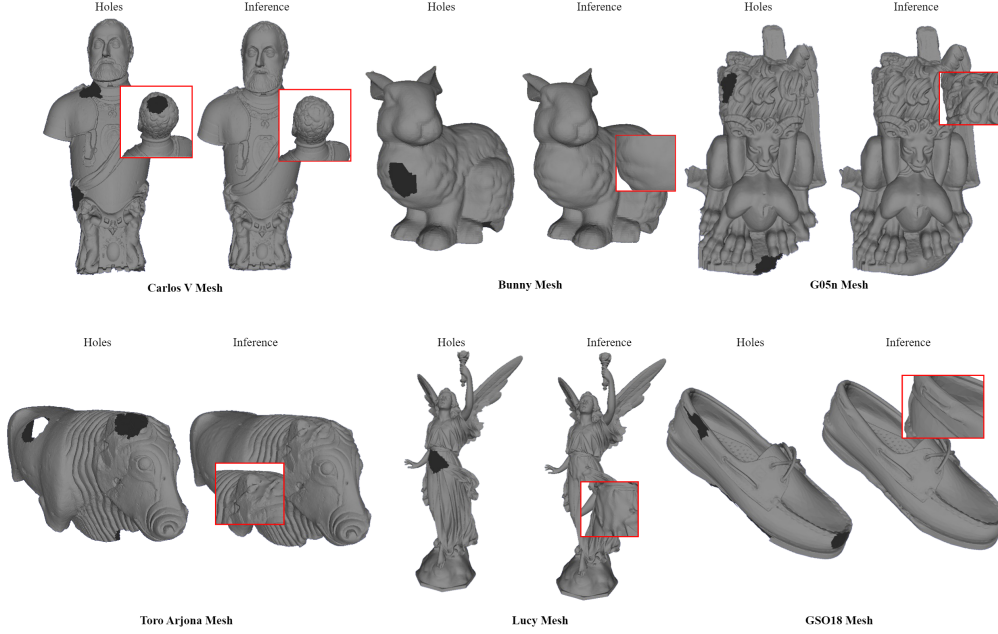 Holes Inference Holes Inference Holes Inference
Carlos V Mesh Bunny Mesh G05n Mesh
Holes Inference Holes Inference Holes Inference
Toro Arjona Mesh Lucy Mesh GSO18 Mesh